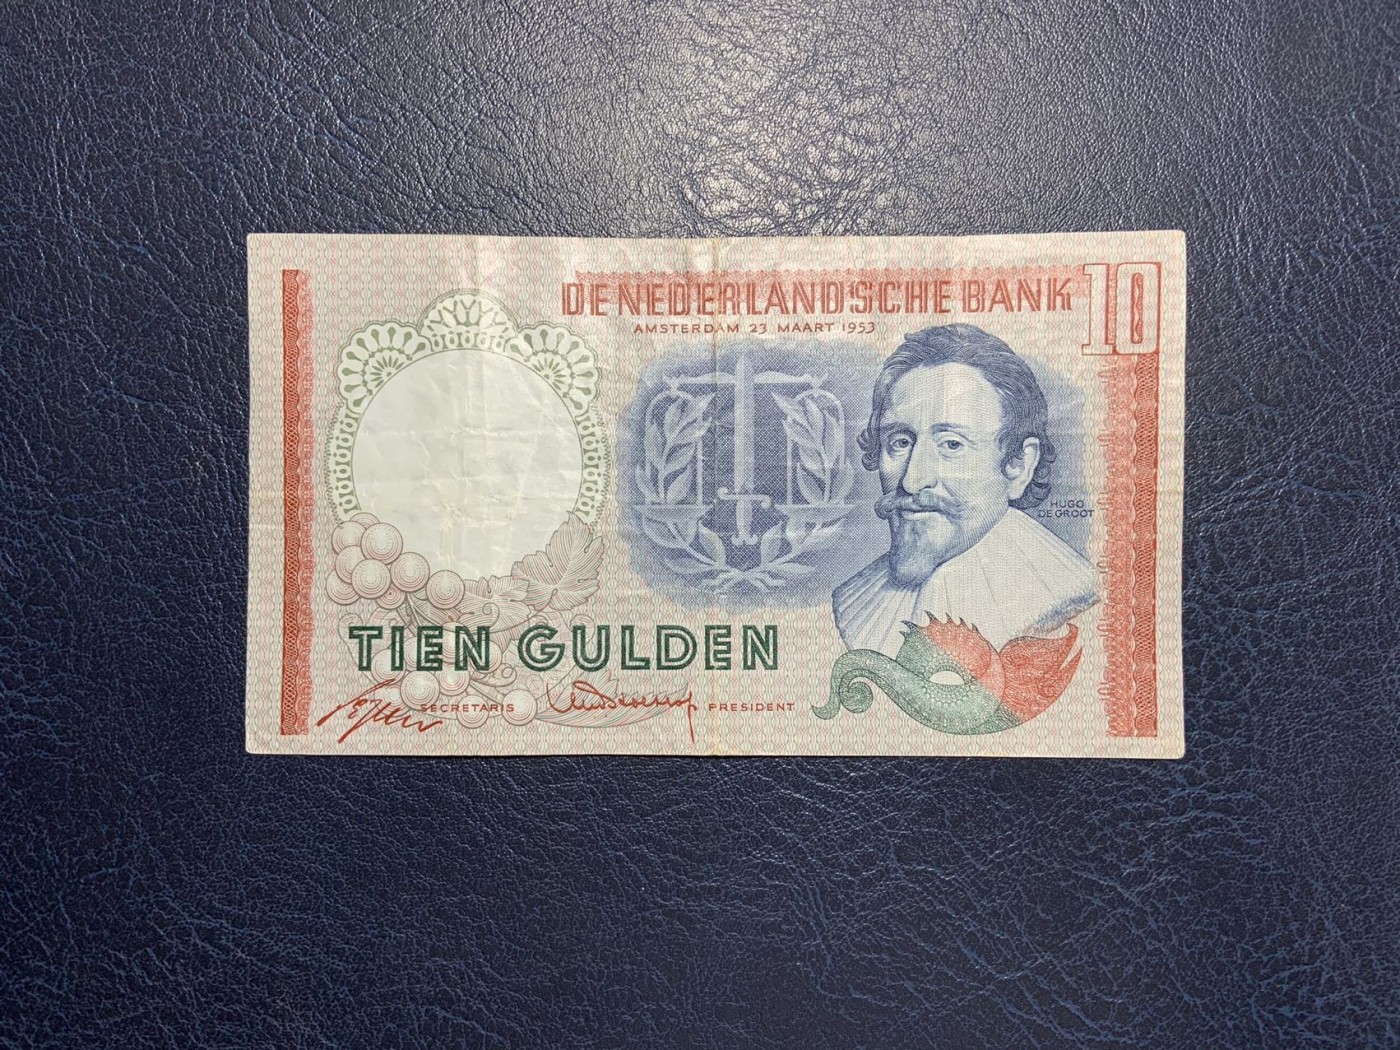 DE NEDERLANDSCHE BANK
10
AMSTERDAM 23 MAART 1953
HUGO
DE GROOT
TIEN GULDEN
SECRETARIS
PRESIDENT